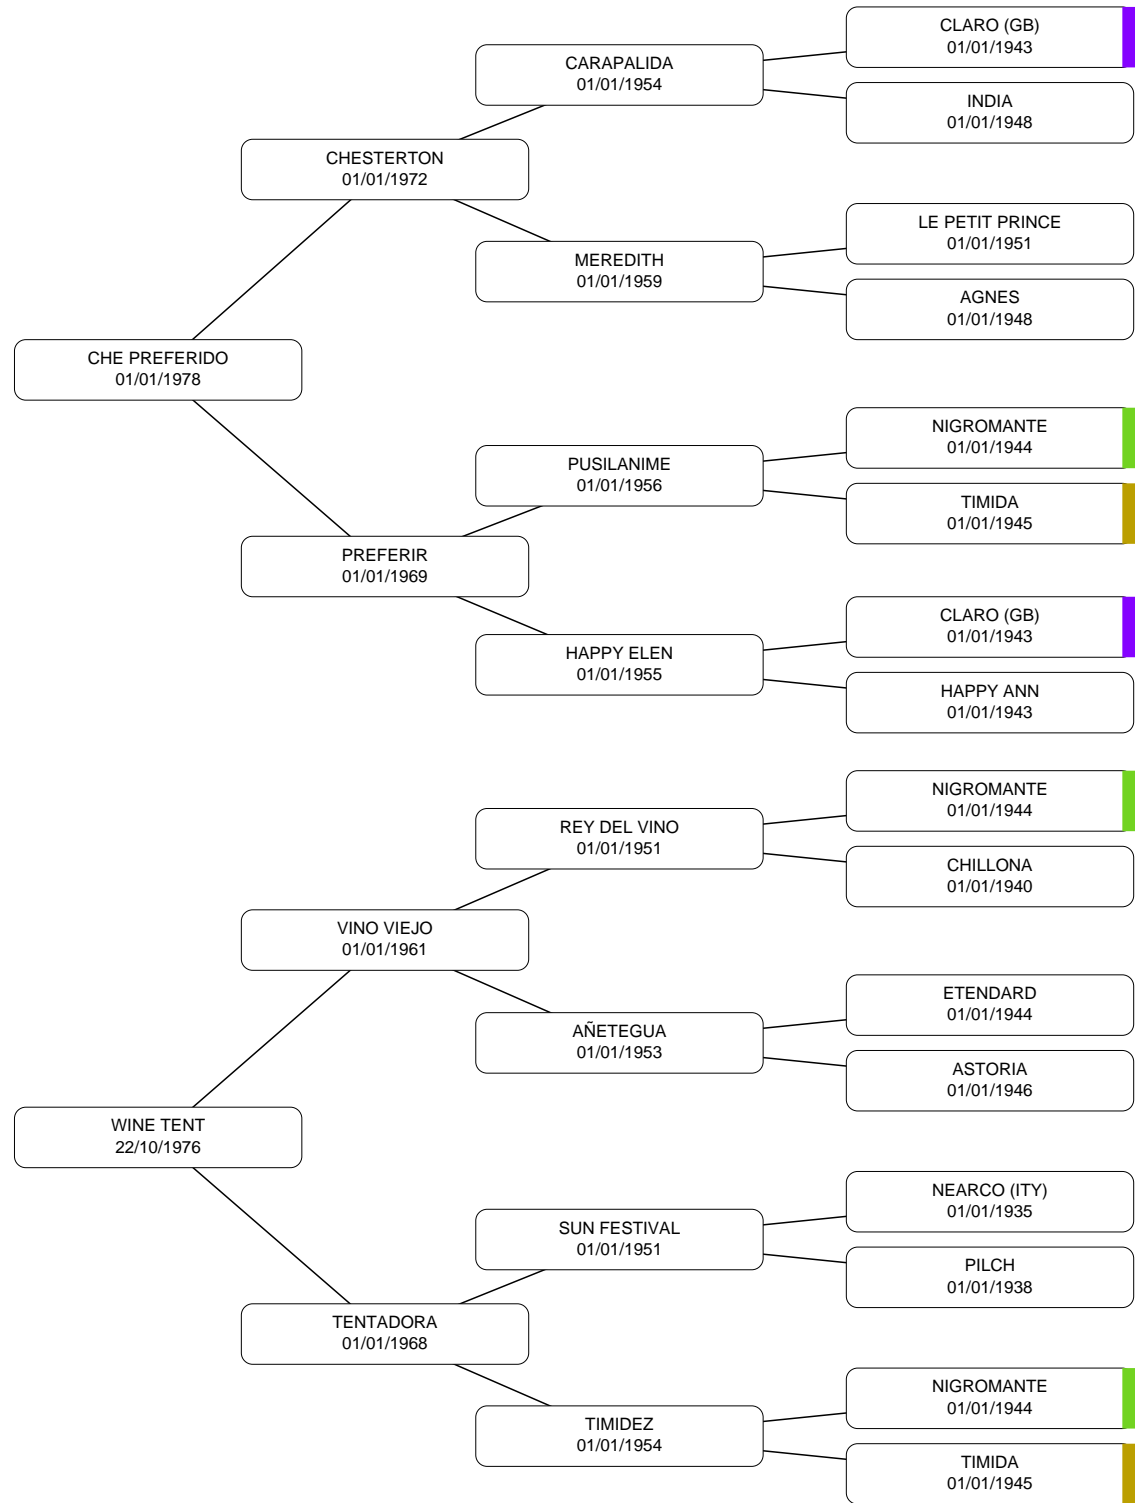 CLARO (GB)
01/01/1943
CARAPALIDA
01/01/1954
INDIA
01/01/1948
CHESTERTON
01/01/1972
LE PETIT PRINCE
01/01/1951
MEREDITH
01/01/1959
AGNES
01/01/1948
CHE PREFERIDO
01/01/1978
NIGROMANTE
01/01/1944
PUSILANIME
01/01/1956
TIMIDA
01/01/1945
PREFERIR
01/01/1969
CLARO (GB)
01/01/1943
HAPPY ELEN
01/01/1955
HAPPY ANN
01/01/1943
NIGROMANTE
01/01/1944
REY DEL VINO
01/01/1951
CHILLONA
01/01/1940
VINO VIEJO
01/01/1961
ETENDARD
01/01/1944
AÑETEGUA
01/01/1953
ASTORIA
01/01/1946
WINE TENT
22/10/1976
NEARCO (ITY)
01/01/1935
SUN FESTIVAL
01/01/1951
PILCH
01/01/1938
TENTADORA
01/01/1968
NIGROMANTE
01/01/1944
TIMIDEZ
01/01/1954
TIMIDA
01/01/1945